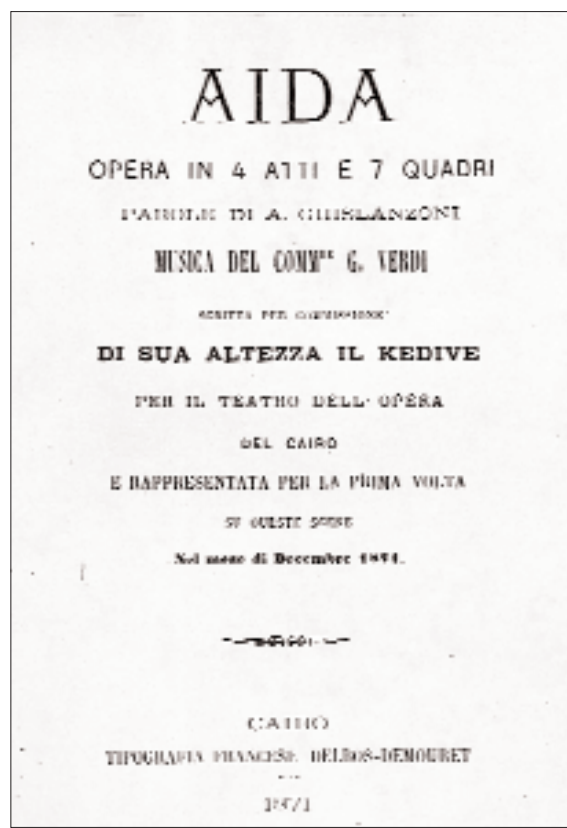 AIDA
OPERA IN 4 ATTI E 7 QUADRI
PAROLE DI A. GHISLANZONI
MUSICA DEL COMMRE G. VERDI
SCRITTA PER COMMISSIONE
DI SUA ALTEZZA IL KEDIVE
PER IL TEATRO DELL' OPÉRA
DEL CAIRO
E RAPPRESENTATA PER LA PRIMA VOLTA
SU QUESTE SCENE
Nel mese di Decembre 1871.
CAIRO
TIPOGRAFIA FRANCESE DELBOS-DEMOURET
1871